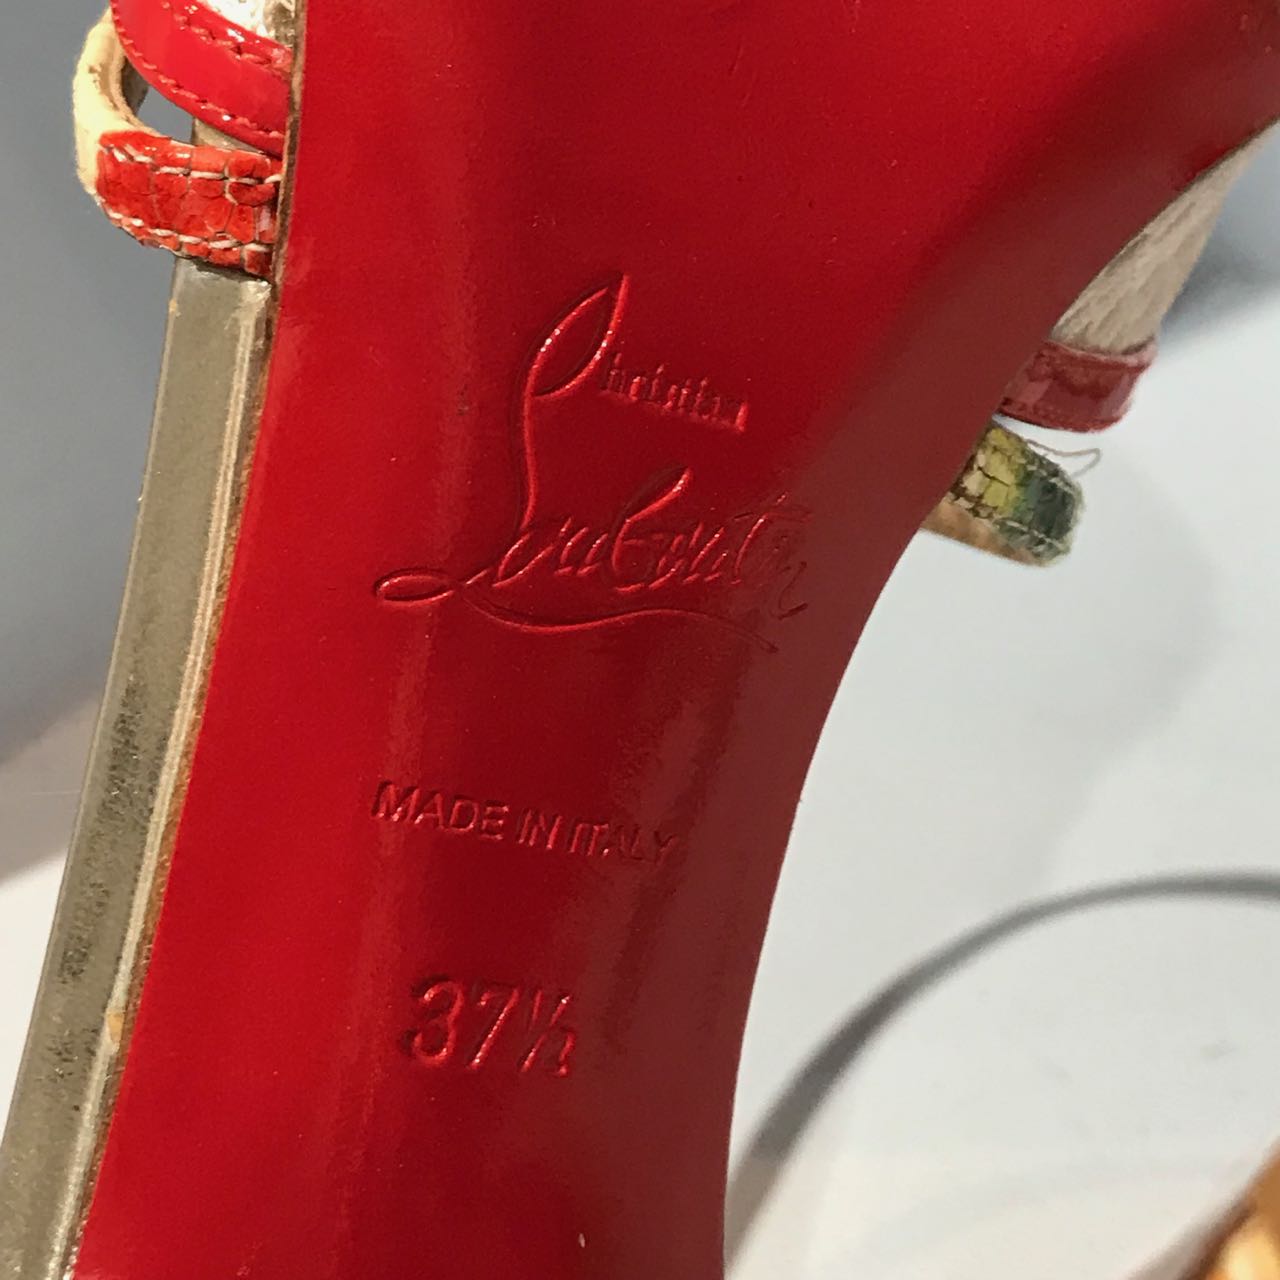 Christian
Louboutin
MADE IN ITALY
37½